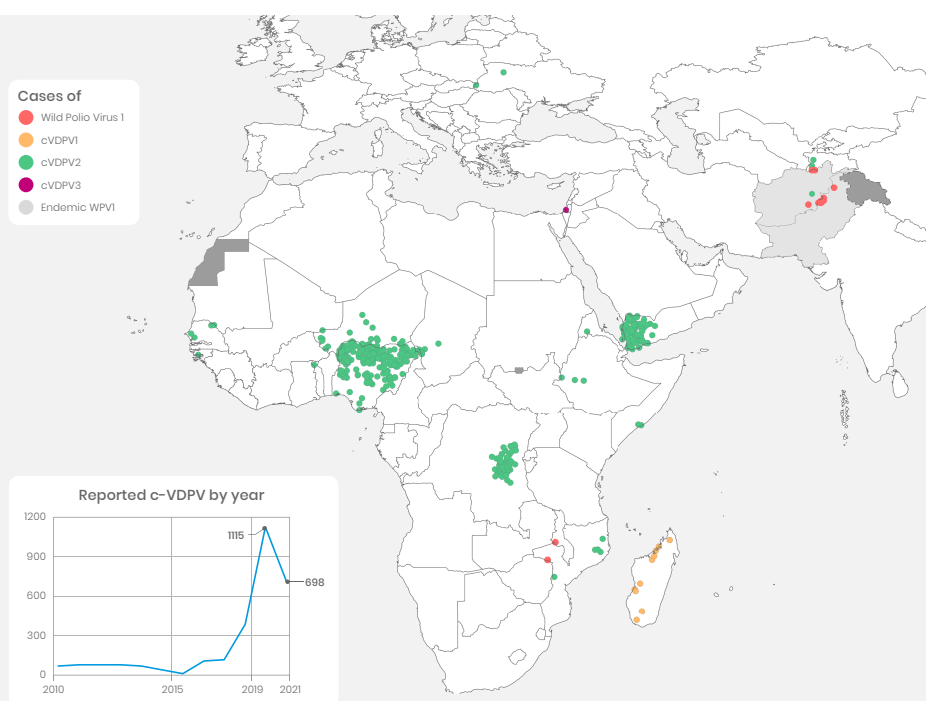 Cases of
Wild Polio Virus 1
cVDPV1
cVDPV2
cVDPV3
Endemic WPV1
Reported c-VDPV by year
1200
1115
900
698
600
300
0
2010 2015 2019 2021